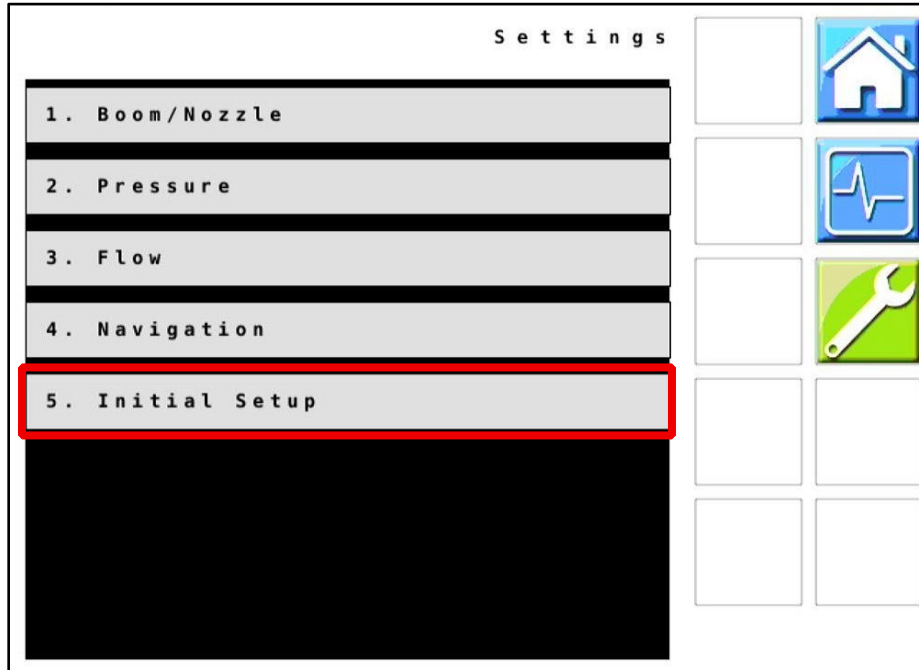 Settings
1. Boom/Nozzle
2. Pressure
3. Flow
4. Navigation
5. Initial Setup